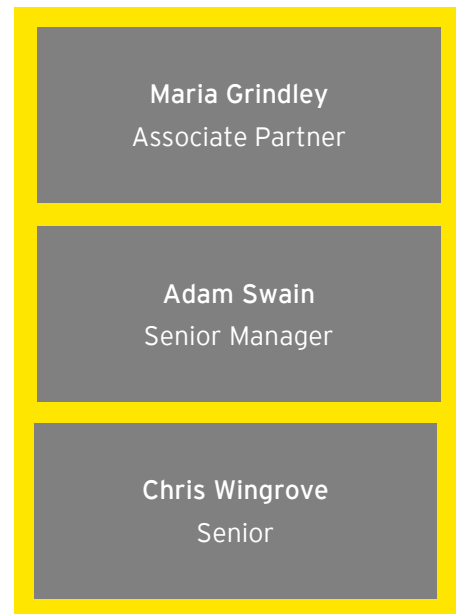 Maria Grindley
Associate Partner
Adam Swain
Senior Manager
Chris Wingrove
Senior